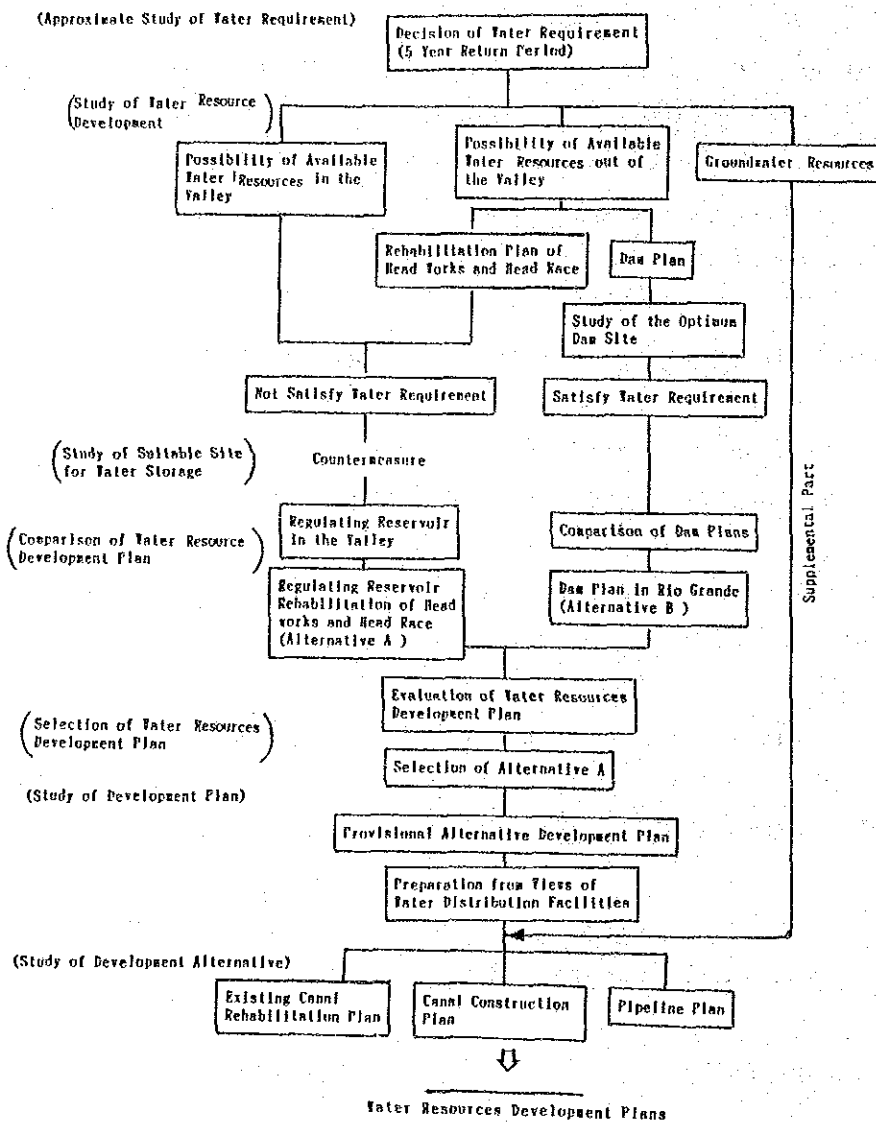 (Approximate Study of Water Requirement)
Decision of Water Requirement
(5 Year Return Period)
(Study of Water Resource
Development)
Possibility of Available
Water Resources in the
Valley
Possibility of Available
Water Resources out of
the Valley
Groundwater Resources
Rehabilitation Plan of
Head Works and Head Race
Dam Plan
Study of the Optimum
Dam Site
Not Satisfy Water Requirement
Satisfy Water Requirement
(Study of Suitable Site
for Water Storage)
Countermeasure
Supplemental Part
Regulating Reservoir
in the Valley
Comparison of Dam Plans
(Comparison of Water Resource
Development Plan)
Regulating Reservoir
Rehabilitation of Head
works and Head Race
(Alternative A )
Dam Plan in Rio Grande
(Alternative B )
Evaluation of Water Resources
Development Plan
(Selection of Water Resources
Development Plan)
Selection of Alternative A
(Study of Development Plan)
Provisional Alternative Development Plan
Preparation from Views of
Water Distribution Facilities
(Study of Development Alternative)
Existing Canal
Rehabilitation Plan
Canal Construction
Plan
Pipeline Plan
Water Resources Development Plans